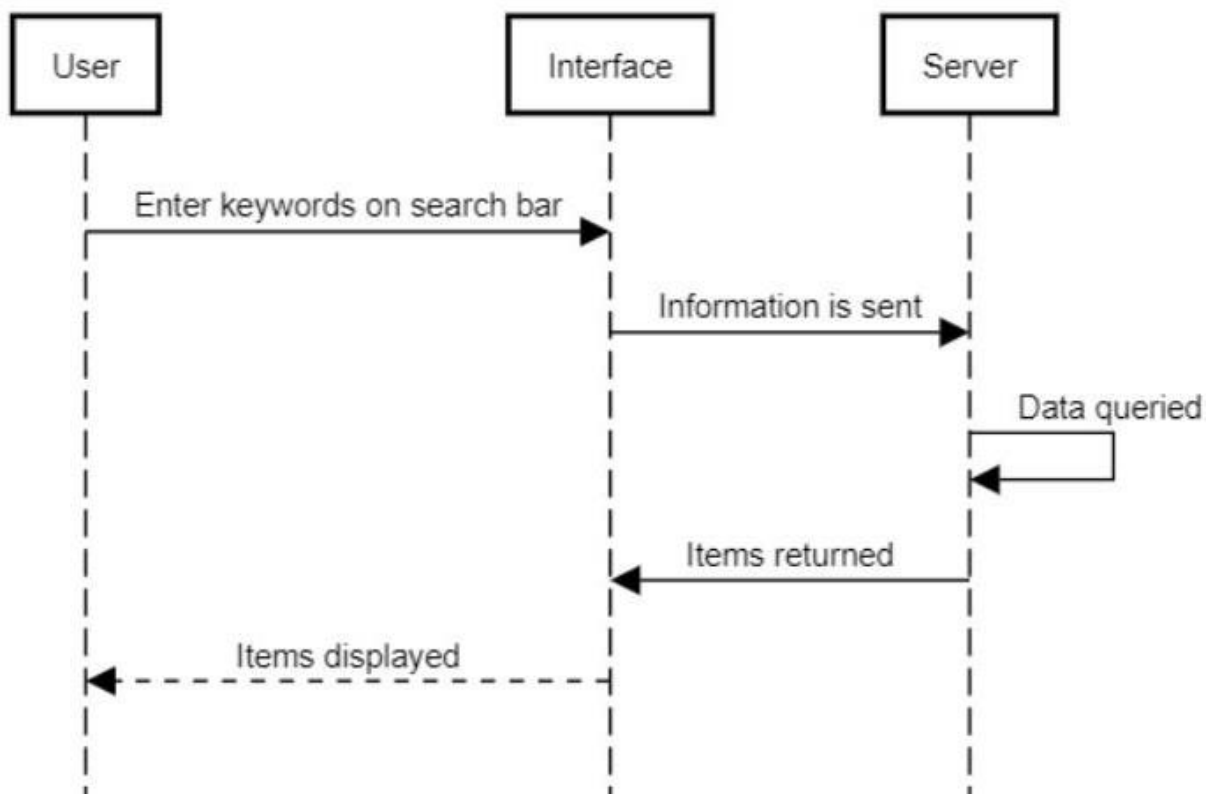 User
Interface
Server
Enter keywords on search bar
Information is sent
Data queried
Items returned
Items displayed